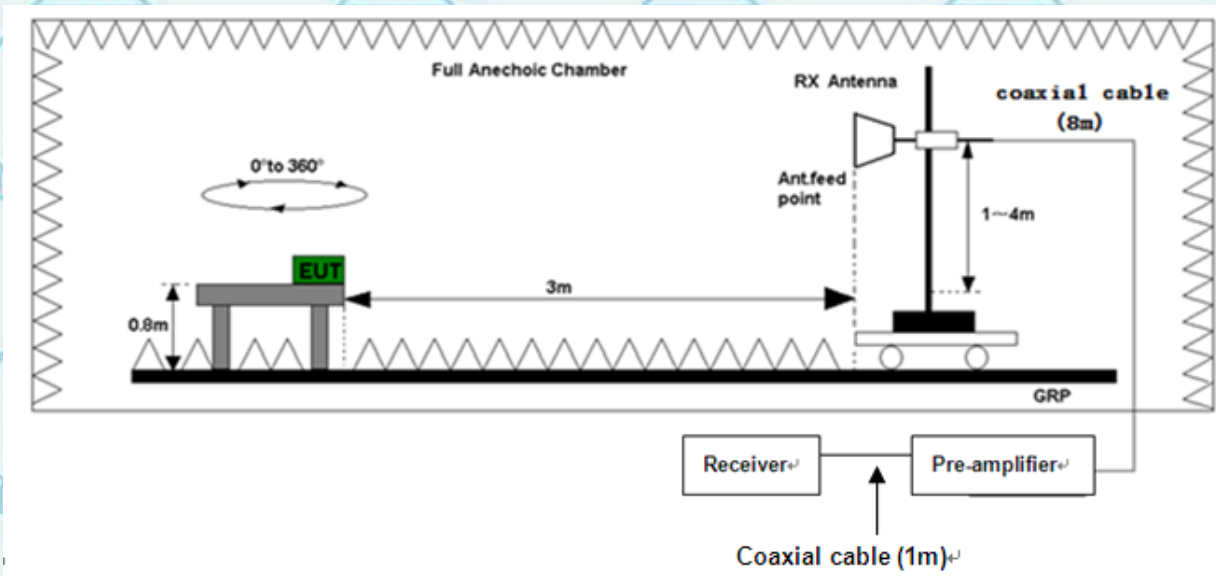 Full Anechoic Chamber
RX Antenna
coaxial cable
(8m)
0°to 360°
Ant.feed
point
1～4m
EUT
3m
0.8m
GRP
Receiver↵
Pre-amplifier↵
Coaxial cable (1m)↵